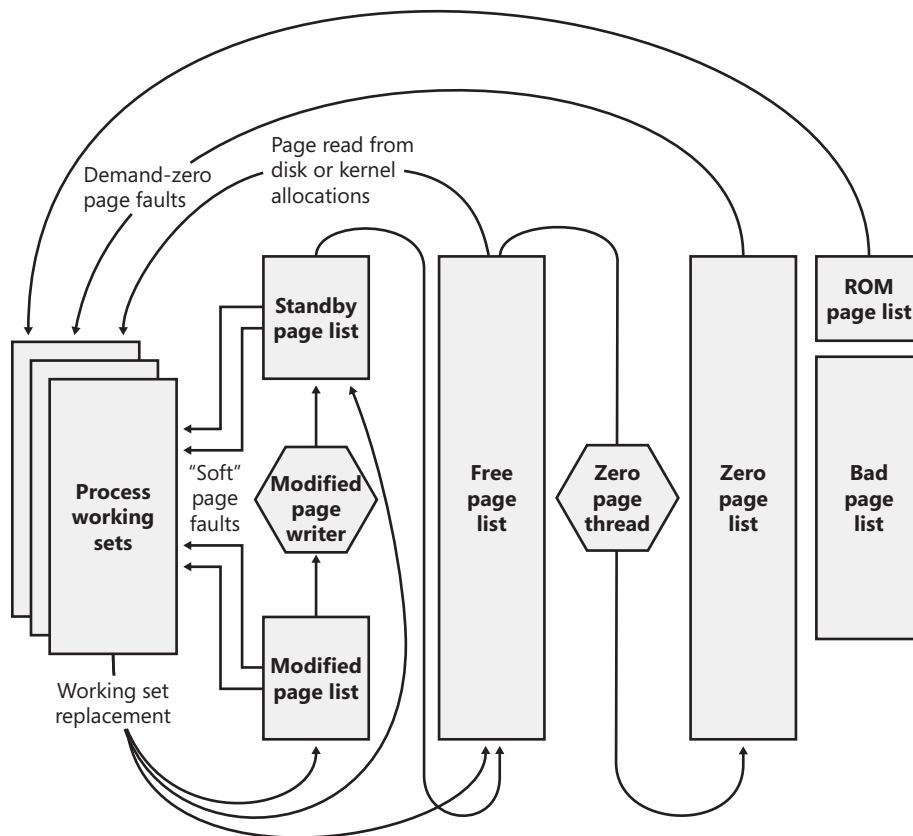 Page read from
disk or kernel
allocations
Demand-zero
page faults
Standby
page list
ROM
page list
"Soft"
page
faults
Process
working
sets
Modified
page
writer
Free
page
list
Zero
page
thread
Zero
page
list
Bad
page
list
Modified
page list
Working set
replacement